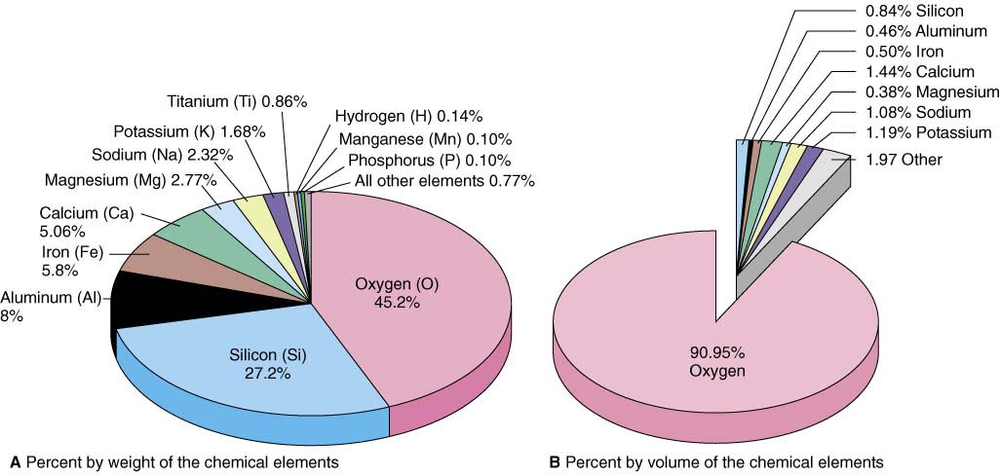 Titanium (Ti) 0.86%
Hydrogen (H) 0.14%
Potassium (K) 1.68%
Manganese (Mn) 0.10%
Sodium (Na) 2.32%
Phosphorus (P) 0.10%
Magnesium (Mg) 2.77%
All other elements 0.77%
Calcium (Ca)
5.06%
Iron (Fe)
5.8%
Aluminum (Al)
8%
Oxygen (O)
45.2%
Silicon (Si)
27.2%
A Percent by weight of the chemical elements
0.84% Silicon
0.46% Aluminum
0.50% Iron
1.44% Calcium
0.38% Magnesium
1.08% Sodium
1.19% Potassium
1.97 Other
90.95%
Oxygen
B Percent by volume of the chemical elements